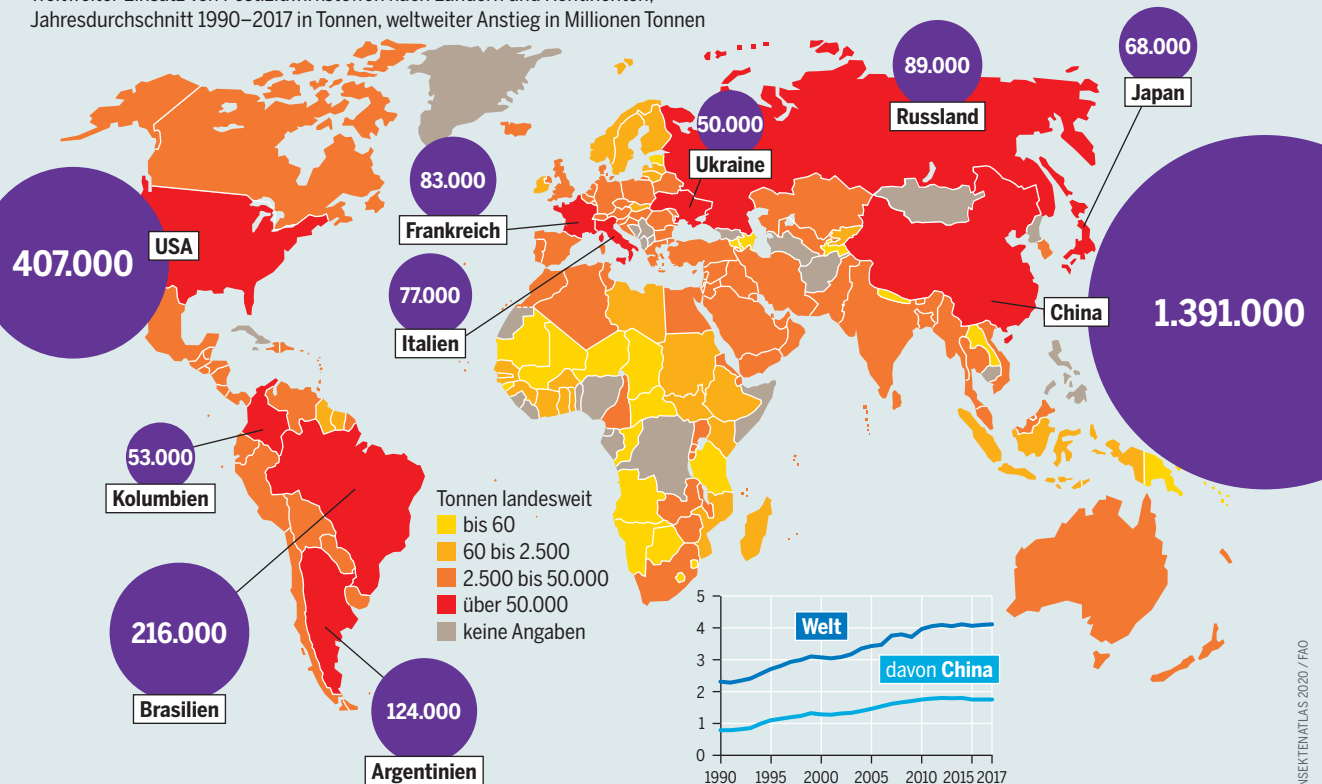 Jahresdurchschnitt 1990–2017 in Tonnen, weltweiter Anstieg in Millionen Tonnen
68.000
Japan
89.000
Russland
50.000
Ukraine
83.000
Frankreich
407.000
USA
77.000
Italien
China
1.391.000
53.000
Kolumbien
216.000
Brasilien
124.000
Argentinien
Tonnen landesweit
bis 60
60 bis 2.500
2.500 bis 50.000
über 50.000
keine Angaben
5
4
3
2
1
0
Welt
davon China
1990 1995 2000 2005 2010 2015 2017
INSEKTENATLAS 2020 / FAO